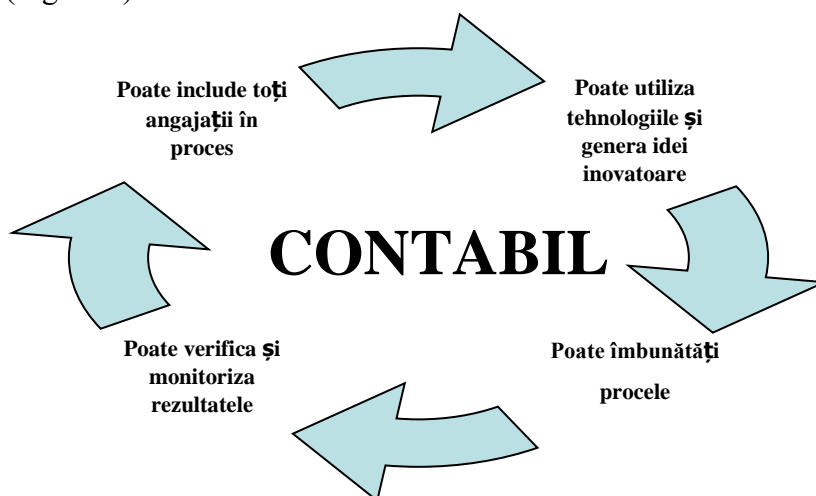 Poate include toți
angajații în
proces
Poate utiliza
tehnologiile și
genera idei
inovatoare
CONTABIL
Poate verifica și
monitoriza
rezultatele
Poate îmbunătăți
procele